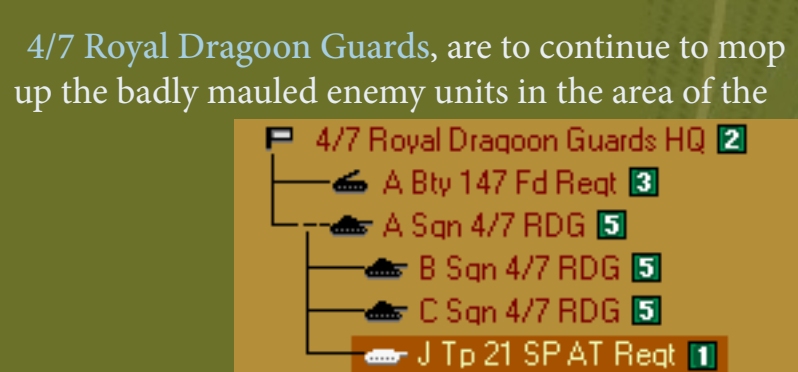 4/7 Royal Dragoon Guards, are to continue to mop
up the badly mauled enemy units in the area of the
4/7 Royal Dragoon Guards HQ 2
A Bty 147 Fd Regt 3
A Sqn 4/7 RDG 5
B Sqn 4/7 RDG 5
C Sqn 4/7 RDG 5
J Tp 21 SP AT Regt 1